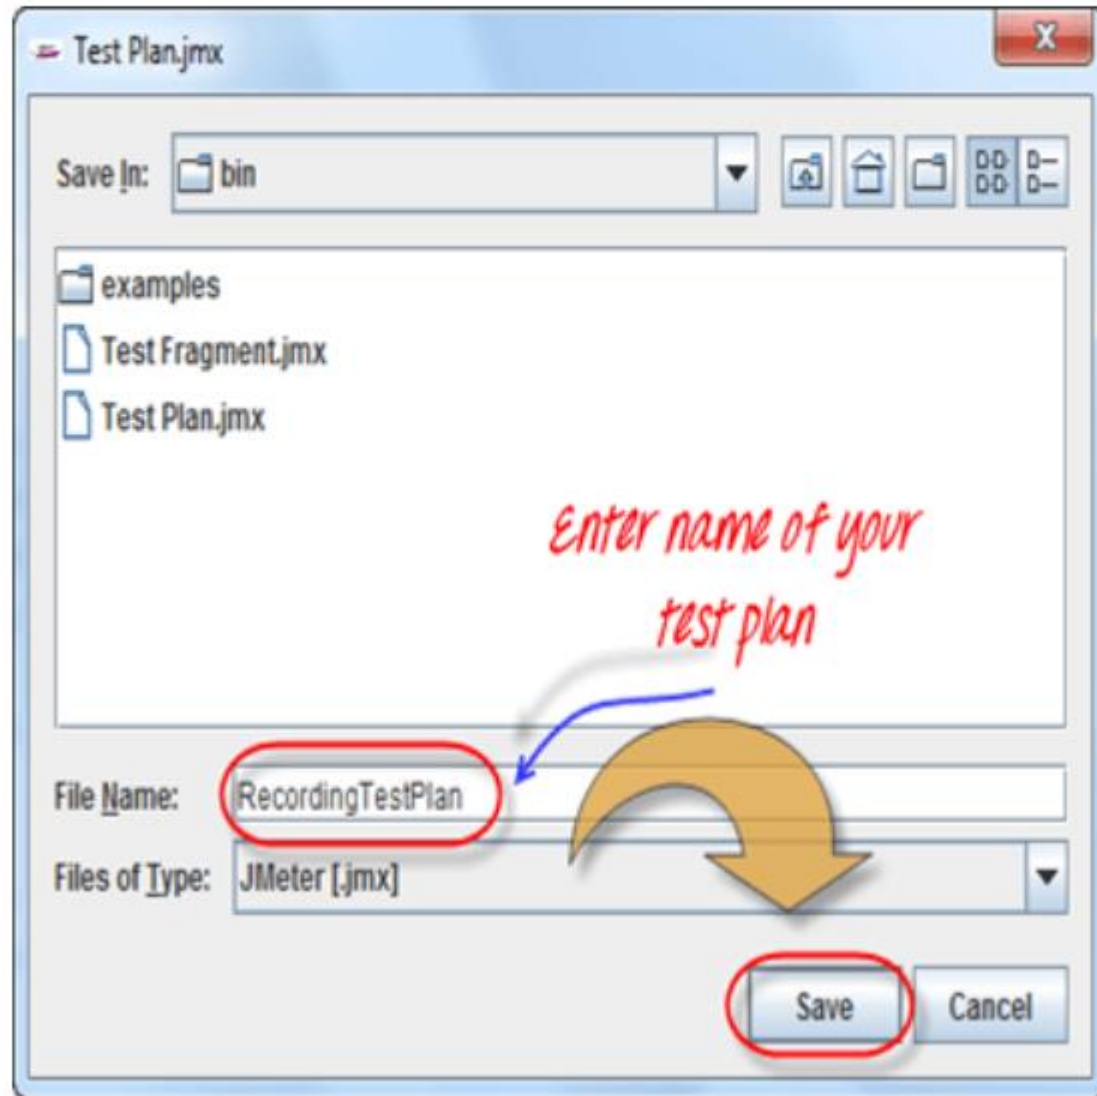 Test Plan.jmx
X
Save In: bin
examples
Test Fragment.jmx
Test Plan.jmx
Enter name of your
test plan
File Name: RecordingTestPlan
Files of Type: JMeter [.jmx]
Save Cancel